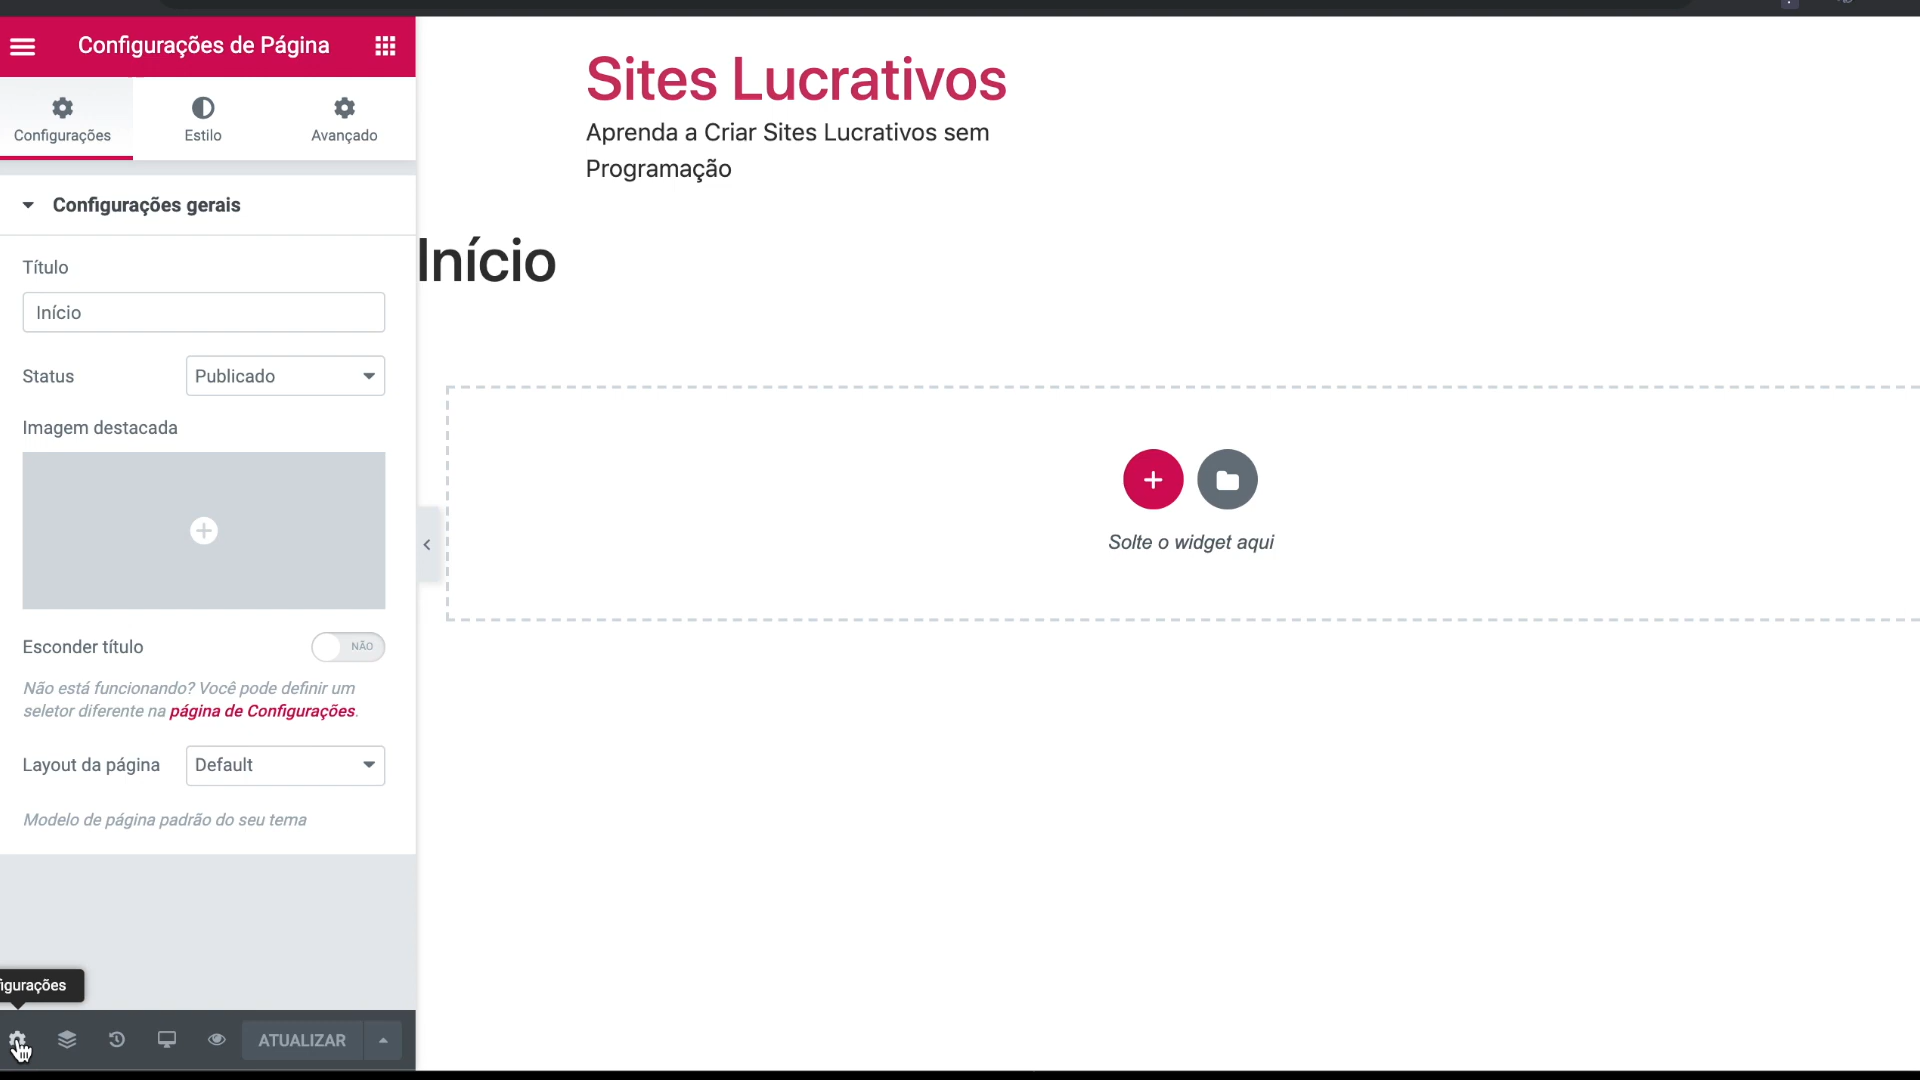 Configurações de Página
Configurações
Estilo
Avançado
Configurações gerais
Título
Início
Status
Publicado
Imagem destacada
Esconder título
NÃO
Não está funcionando? Você pode definir um
seletor diferente na página de Configurações.
Layout da página
Default
Modelo de página padrão do seu tema
figurações
ATUALIZAR
Sites Lucrativos
Aprenda a Criar Sites Lucrativos sem
Programação
Início
Solte o widget aqui